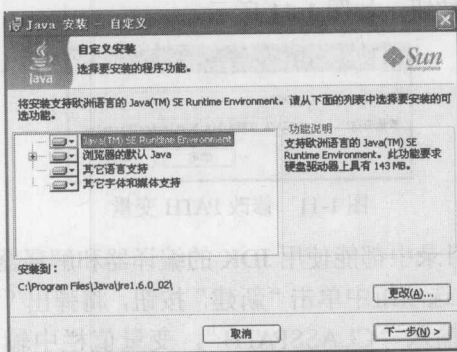 Java 安装 - 自定义
自定义安装
选择要安装的程序功能。
Java
Sun
microsystems
将安装支持欧洲语言的 Java(TM) SE Runtime Environment。请从下面的列表中选择要安装的可
选功能。
Java(TM) SE Runtime Environment
浏览器的默认 Java
其它语言支持
其它字体和媒体支持
功能说明
支持欧洲语言的 Java(TM) SE
Runtime Environment。此功能要求
硬盘驱动器上具有 143 MB。
安装到：
C:\Program Files\Java\jre1.6.0_02\
更改(A)...
取消
下一步(N) >